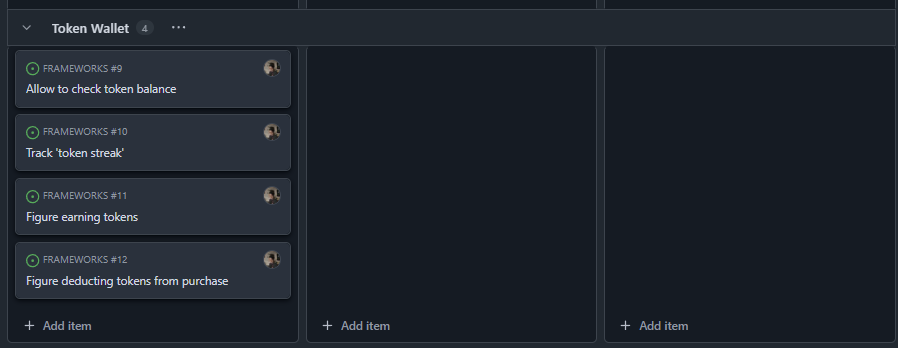 Token Wallet 4 ...
FRAMEWORKS #9
Allow to check token balance
FRAMEWORKS #10
Track 'token streak'
FRAMEWORKS #11
Figure earning tokens
FRAMEWORKS #12
Figure deducting tokens from purchase
+ Add item
+ Add item
+ Add item